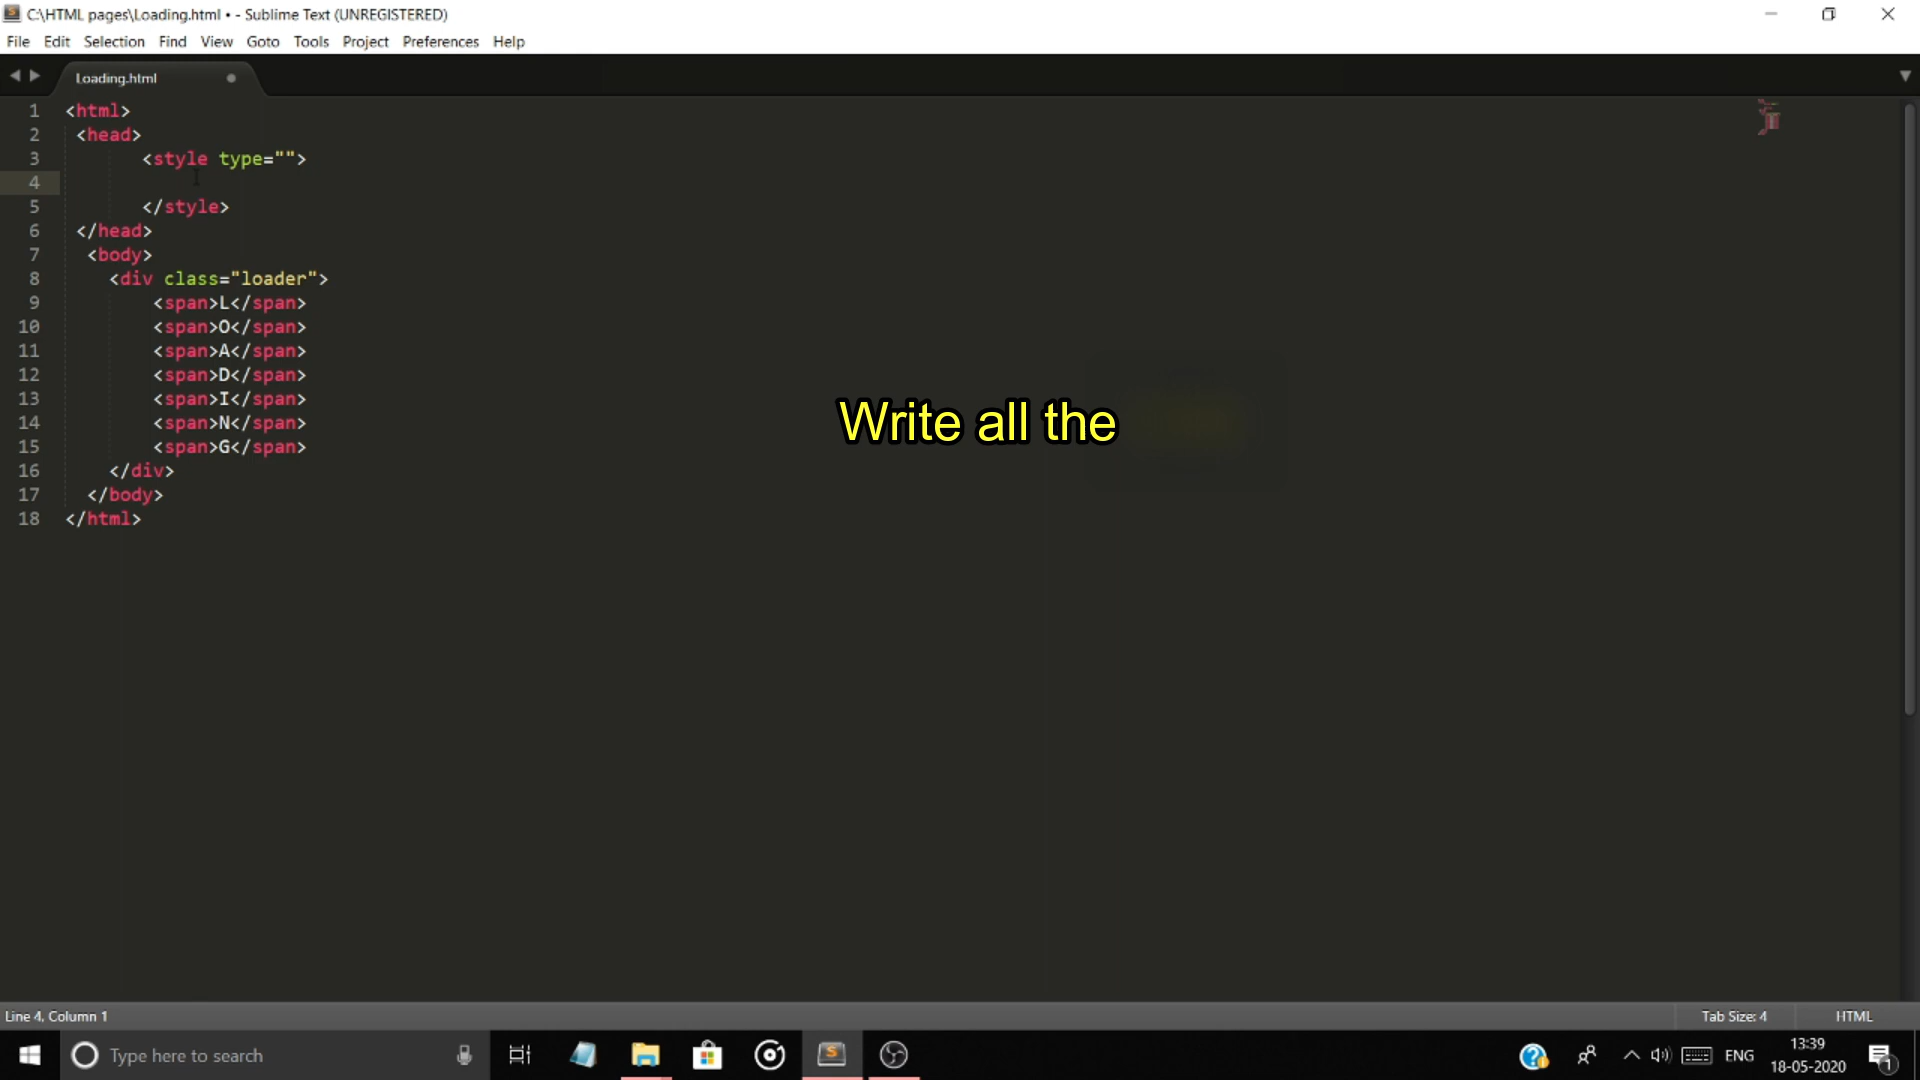 C:\HTML pages\Loading.html • - Sublime Text (UNREGISTERED)
File Edit Selection Find View Goto Tools Project Preferences Help
Loading.html
1 <html>
2 <head>
3 <style type="">
4
5 </style>
6 </head>
7 <body>
8 <div class="loader">
9 <span>L</span>
10 <span>O</span>
11 <span>A</span>
12 <span>D</span>
13 <span>I</span>
14 <span>N</span>
15 <span>G</span>
16 </div>
17 </body>
18 </html>
Write all the
Line 4, Column 1 Tab Size: 4 HTML
Type here to search ENG 13:39
18-05-2020 1